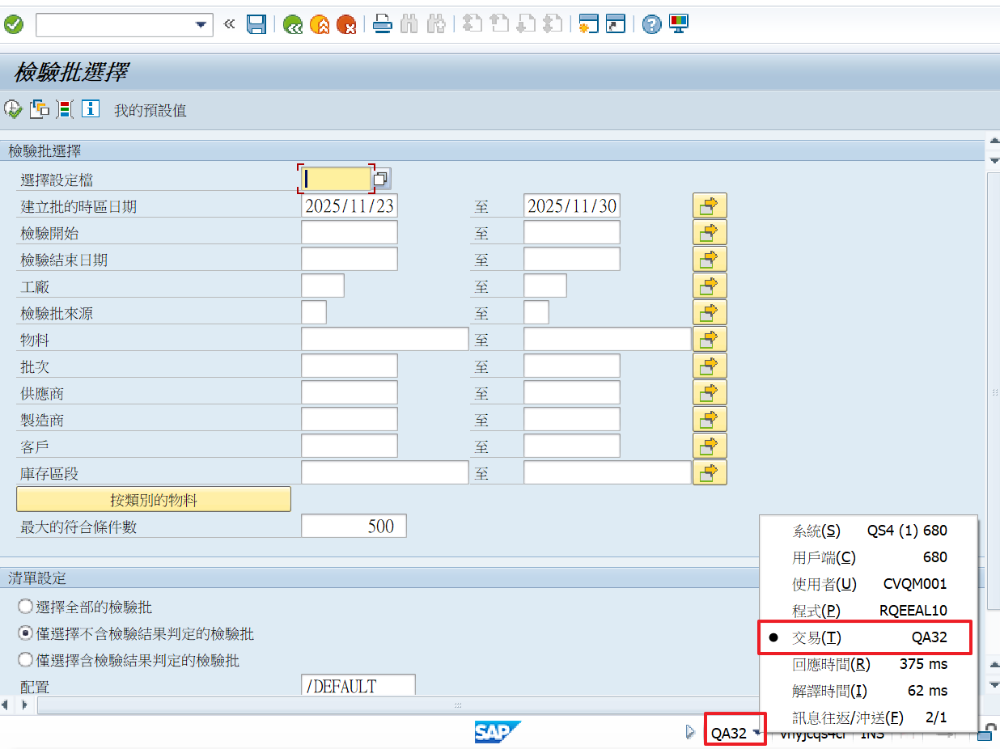 檢驗批選擇
我的預設值
檢驗批選擇
選擇設定檔
建立批的時區日期 2025/11/23 至 2025/11/30
檢驗開始 至
檢驗結束日期 至
工廠 至
檢驗批來源 至
物料 至
批次 至
供應商 至
製造商 至
客戶 至
庫存區段 至
按類別的物料
最大的符合條件數 500
清單設定
選擇全部的檢驗批
僅選擇不含檢驗結果判定的檢驗批
僅選擇含檢驗結果判定的檢驗批
配置 /DEFAULT
系統(S) QS4 (1) 680
用戶端(C) 680
使用者(U) CVQM001
程式(P) RQEEAL10
交易(T) QA32
回應時間(R) 375 ms
解譯時間(I) 62 ms
訊息往返/沖送(F) 2/1
SAP
QA32 vhyjcqs4ci INS